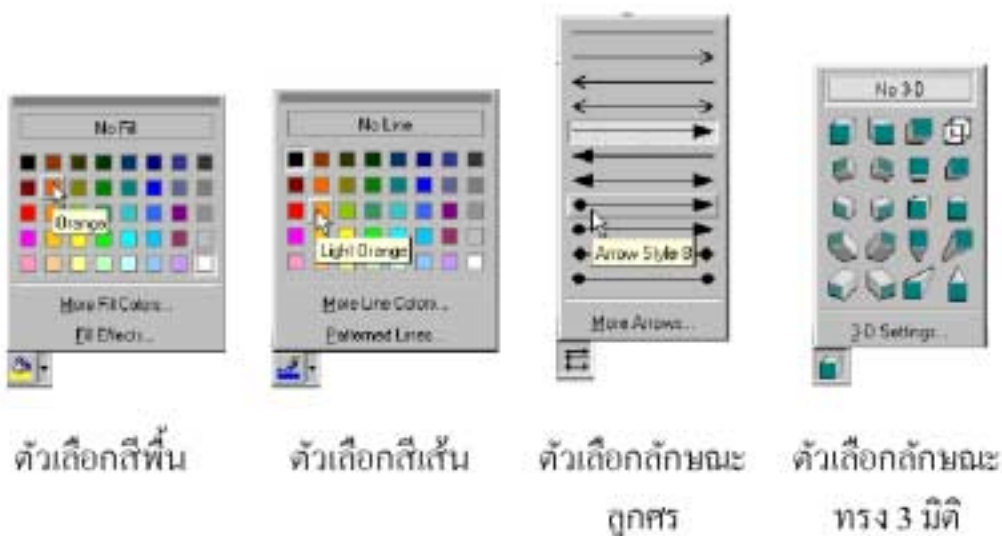 No Fill
Orange
More Fill Colors...
Fill Effects...
ตัวเลือกสีพื้น
No Line
Light Orange
More Line Colors...
Patterned Lines...
ตัวเลือกสีเส้น
Arrow Style 8
More Arrows...
ตัวเลือกลักษณะ
ลูกศร
No 3-D
3-D Settings...
ตัวเลือกลักษณะ
ทรง 3 มิติ